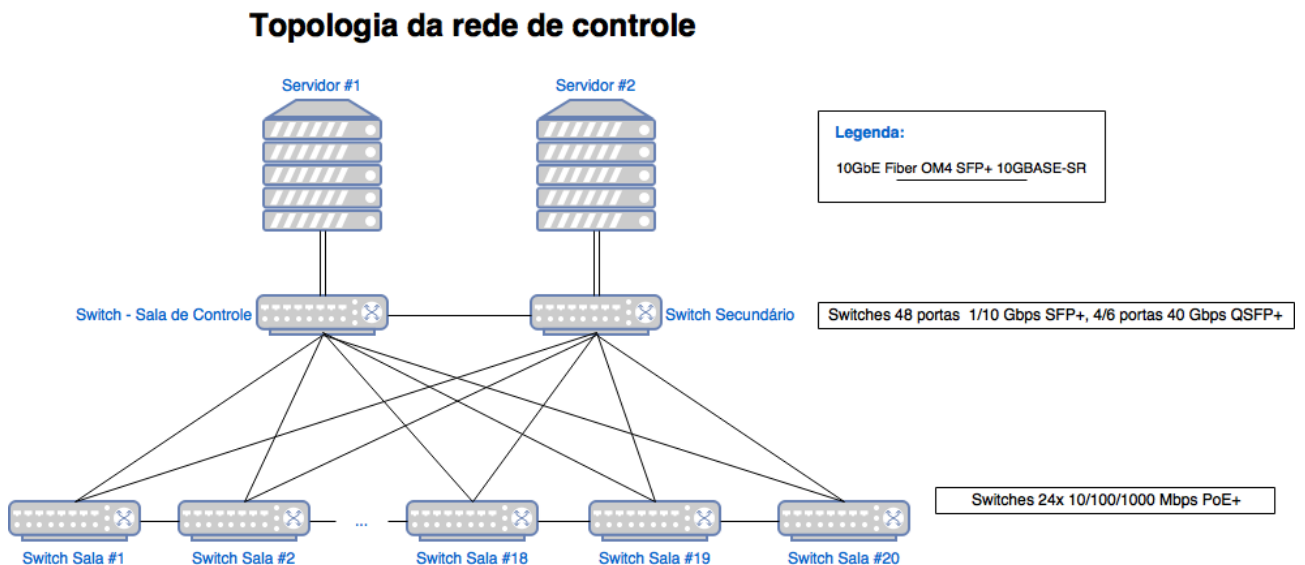 Topologia da rede de controle
Servidor #1
Servidor #2
Legenda:
10GbE Fiber OM4 SFP+ 10GBASE-SR
Switch - Sala de Controle
Switch Secundário
Switches 48 portas 1/10 Gbps SFP+, 4/6 portas 40 Gbps QSFP+
Switches 24x 10/100/1000 Mbps PoE+
...
Switch Sala #1
Switch Sala #2
Switch Sala #18
Switch Sala #19
Switch Sala #20